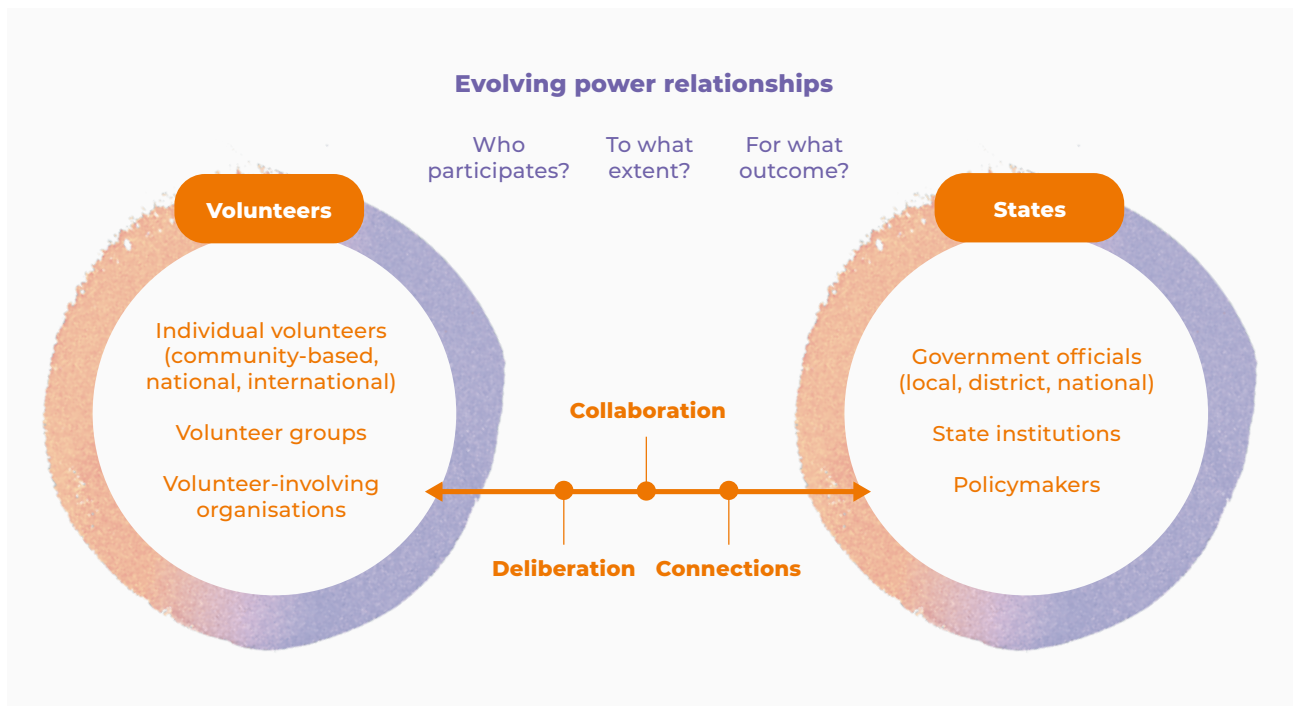 Evolving power relationships
Who
participates?
To what
extent?
For what
outcome?
Volunteers
Individual volunteers
(community-based,
national, international)
Volunteer groups
Volunteer-involving
organisations
Collaboration
Deliberation
Connections
States
Government officials
(local, district, national)
State institutions
Policymakers